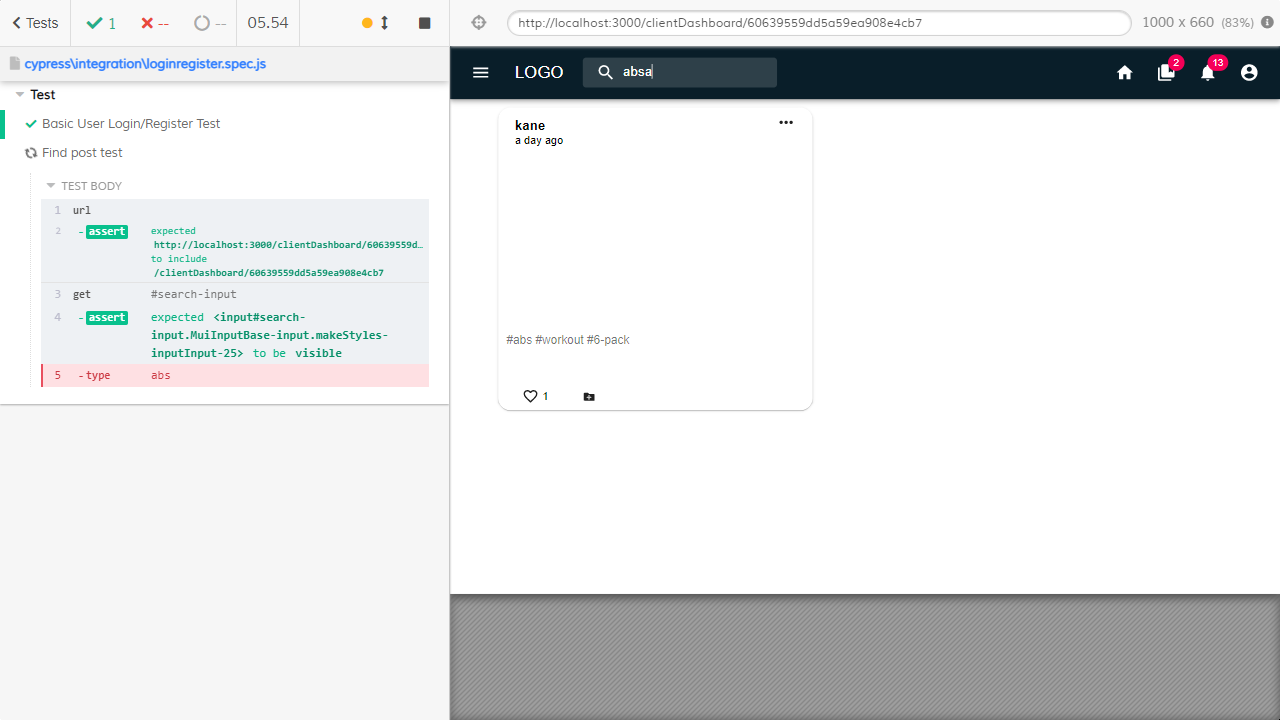 Tests 1 -- -- 05.54
http://localhost:3000/clientDashboard/60639559dd5a59ea908e4cb7 1000 x 660 (83%)
cypress\integration\loginregister.spec.js
Test
Basic User Login/Register Test
Find post test
TEST BODY
1 url
2 -assert expected
http://localhost:3000/clientDashboard/60639559d…
to include
/clientDashboard/60639559dd5a59ea908e4cb7
3 get #search-input
4 -assert expected <input#search-
input.MuiInputBase-input.makeStyles-
inputInput-25> to be visible
5 -type abs
LOGO absa 2 13
kane
a day ago
#abs #workout #6-pack
1